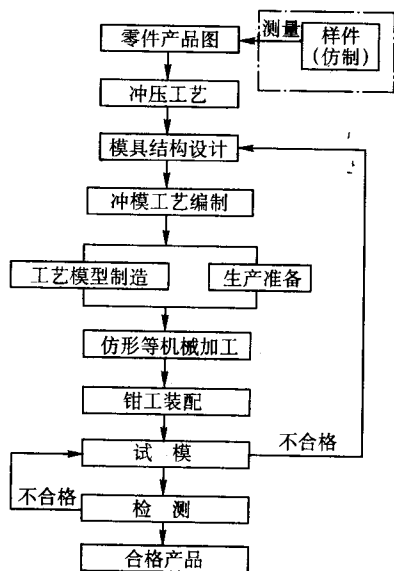 零件产品图
测量
样件
(仿制)
冲压工艺
模具结构设计
冲模工艺编制
工艺模型制造
生产准备
仿形等机械加工
钳工装配
试 模
不合格
不合格
检 测
合格产品